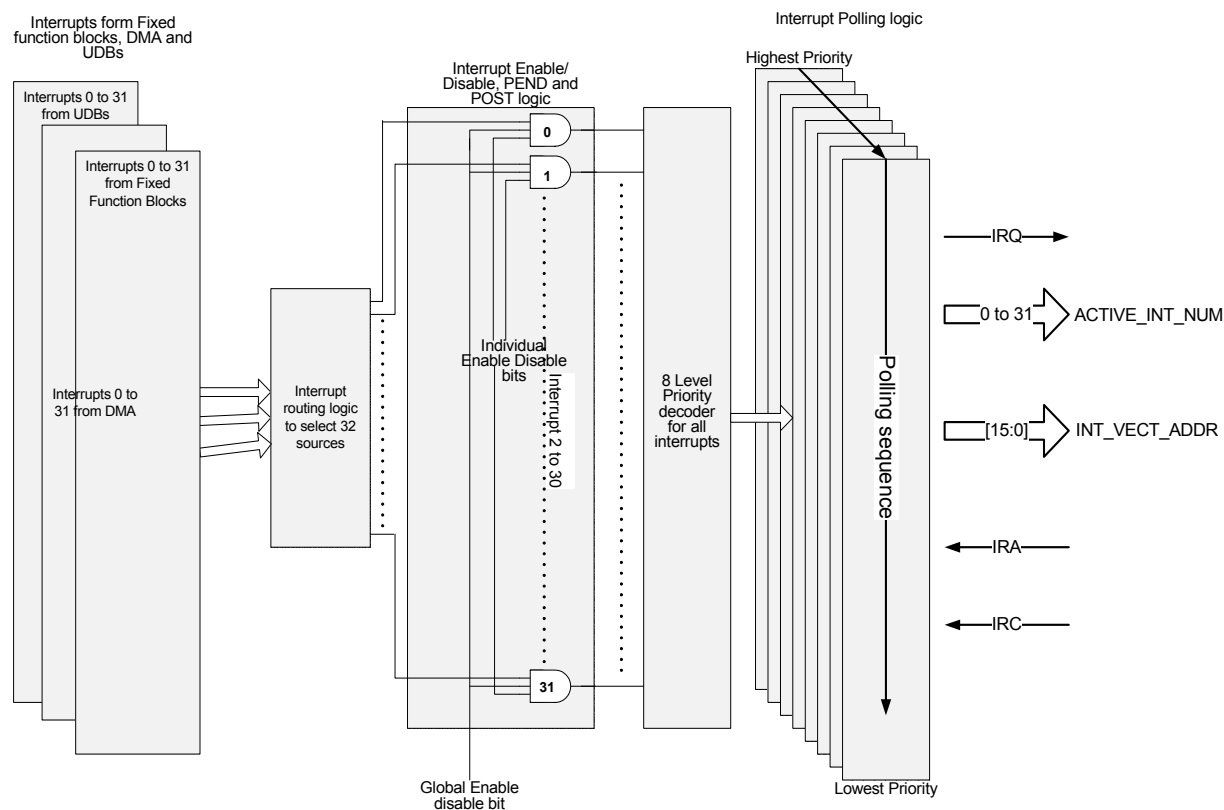 Interrupts form Fixed
function blocks, DMA and
UDBs
Interrupts 0 to 31
from UDBs
Interrupts 0 to 31
from Fixed
Function Blocks
Interrupts 0 to
31 from DMA
Interrupt
routing logic
to select 32
sources
Interrupt Enable/
Disable, PEND and
POST logic
0
1
Individual
Enable Disable
bits
Interrupt 2 to 30
31
Global Enable
disable bit
8 Level
Priority
decoder
for all
interrupts
Interrupt Polling logic
Highest Priority
Polling sequence
Lowest Priority
IRQ
0 to 31
ACTIVE_INT_NUM
[15:0]
INT_VECT_ADDR
IRA
IRC